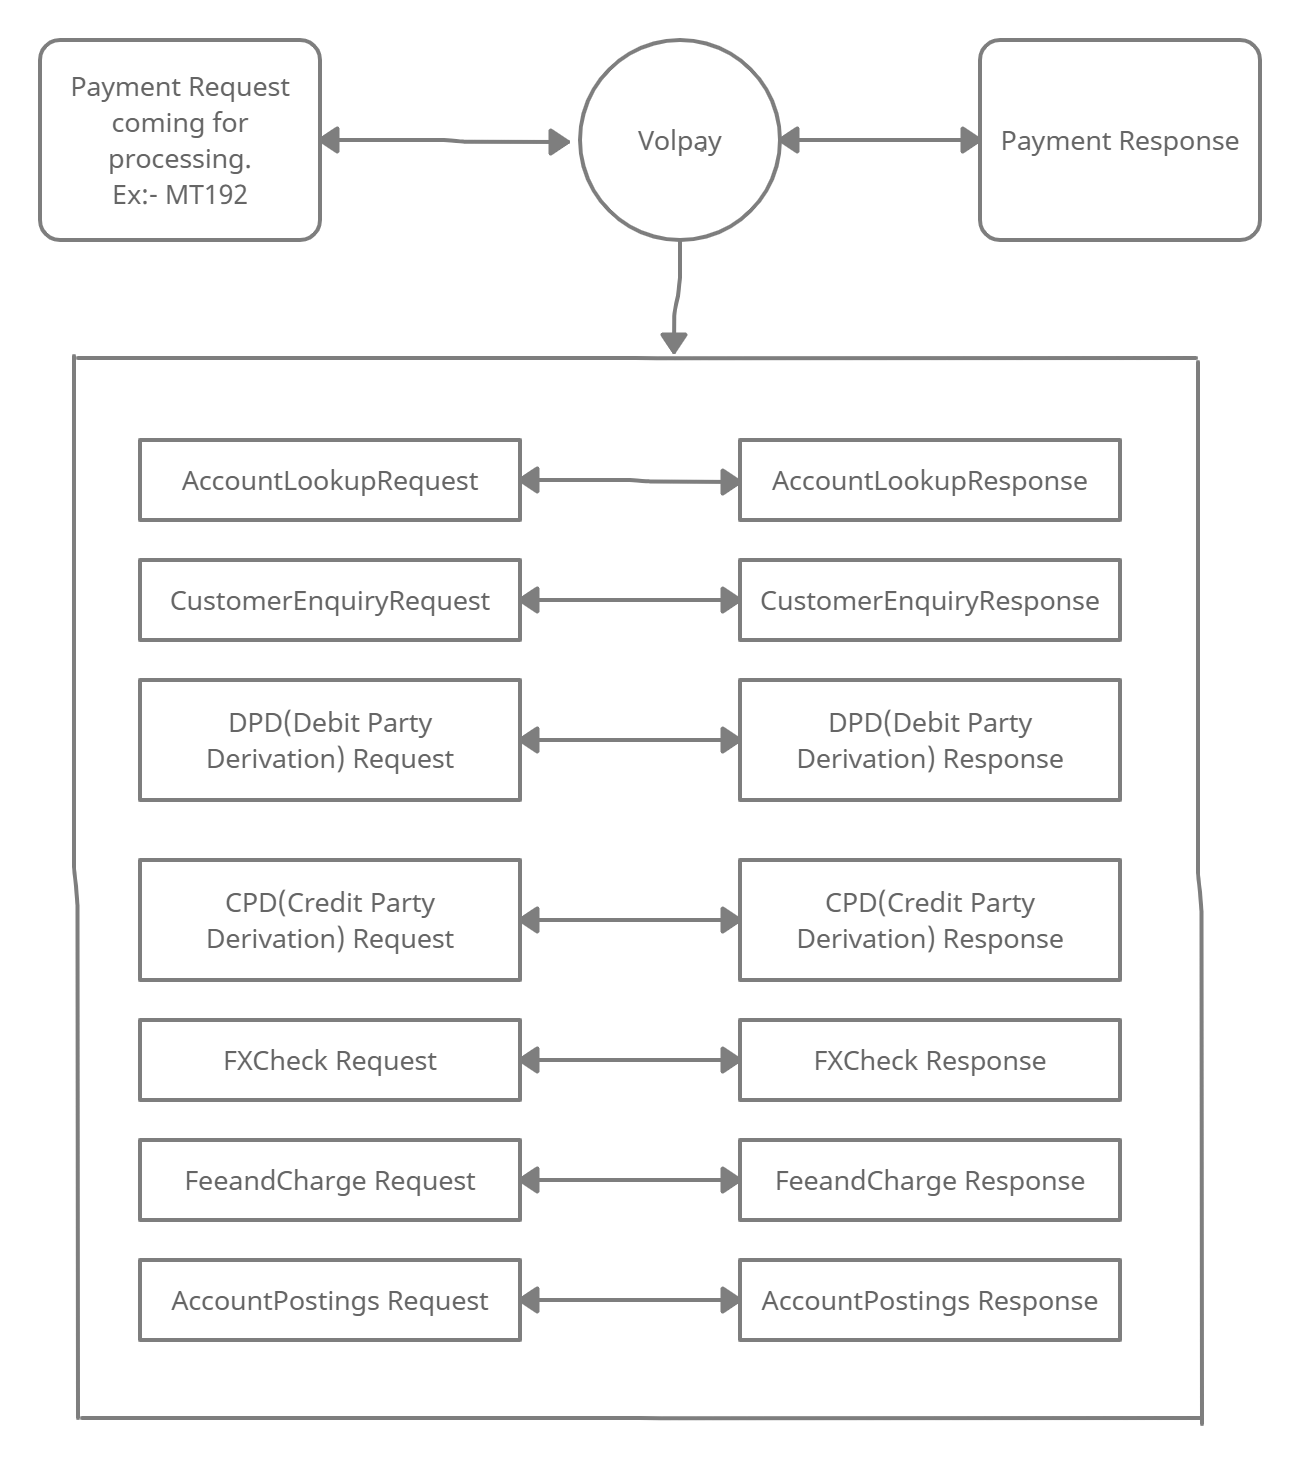 Payment Request
coming for
processing.
Ex:- MT192
Volpay
Payment Response
AccountLookupRequest
AccountLookupResponse
CustomerEnquiryRequest
CustomerEnquiryResponse
DPD(Debit Party
Derivation) Request
DPD(Debit Party
Derivation) Response
CPD(Credit Party
Derivation) Request
CPD(Credit Party
Derivation) Response
FXCheck Request
FXCheck Response
FeeandCharge Request
FeeandCharge Response
AccountPostings Request
AccountPostings Response